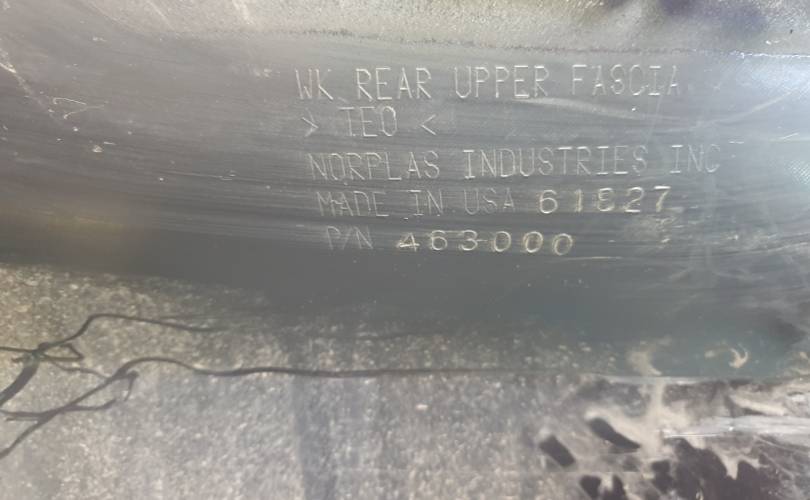 WK REAR UPPER FASCIA
> TEO <
NORPLAS INDUSTRIES INC
MADE IN USA 61827
P/N 463000